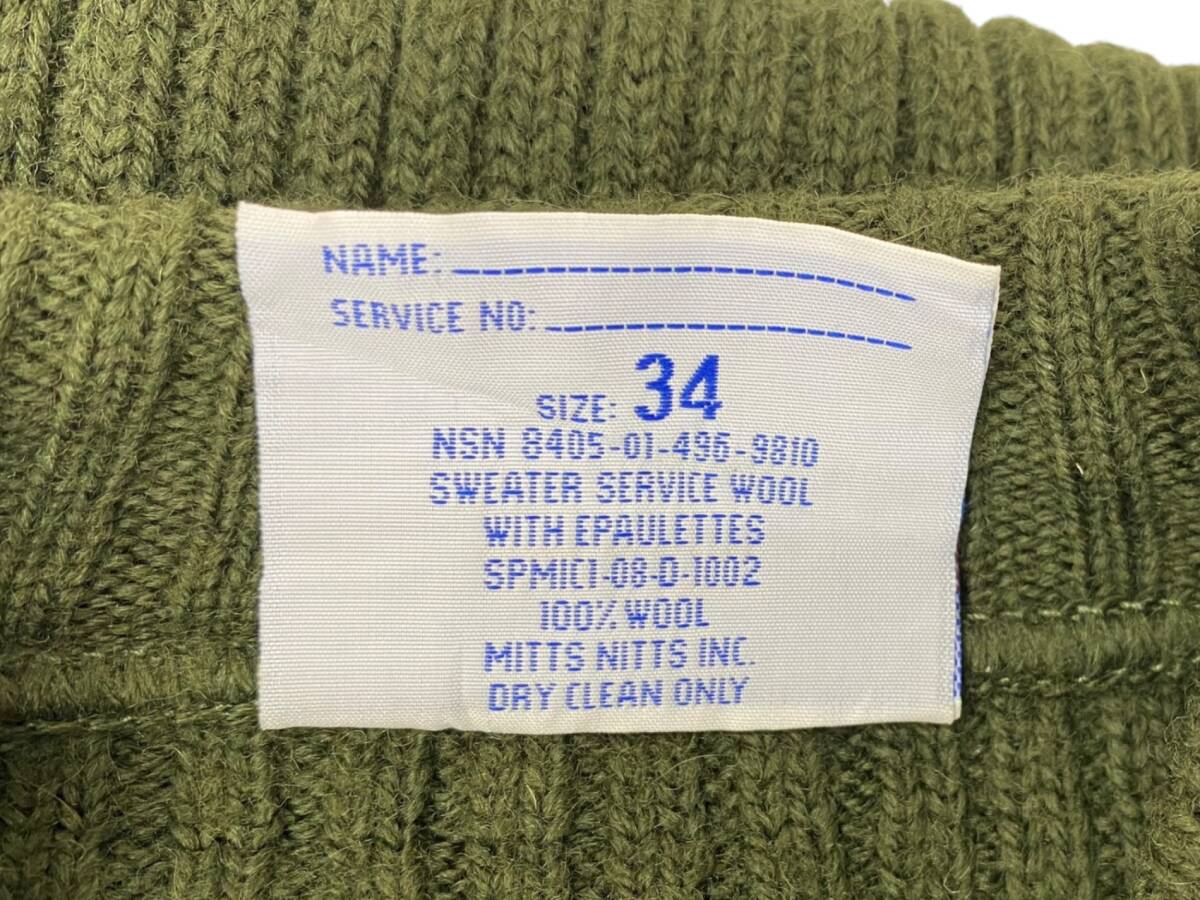 NAME:
SERVICE NO:
SIZE: 34
NSN 8405-01-496-9810
SWEATER SERVICE WOOL
WITH EPAULETTES
SPM1C1-08-D-1002
100% WOOL
MITTS NITTS INC.
DRY CLEAN ONLY